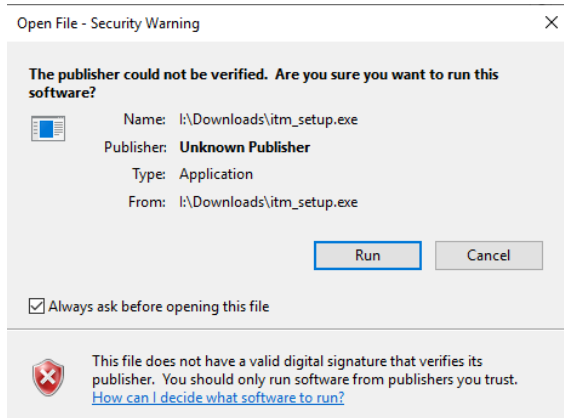 Open File - Security Warning
The publisher could not be verified.  Are you sure you want to run this
software?
Name: I:\Downloads\itm_setup.exe
Publisher: Unknown Publisher
Type: Application
From: I:\Downloads\itm_setup.exe
Run Cancel
Always ask before opening this file
This file does not have a valid digital signature that verifies its
publisher.  You should only run software from publishers you trust.
How can I decide what software to run?